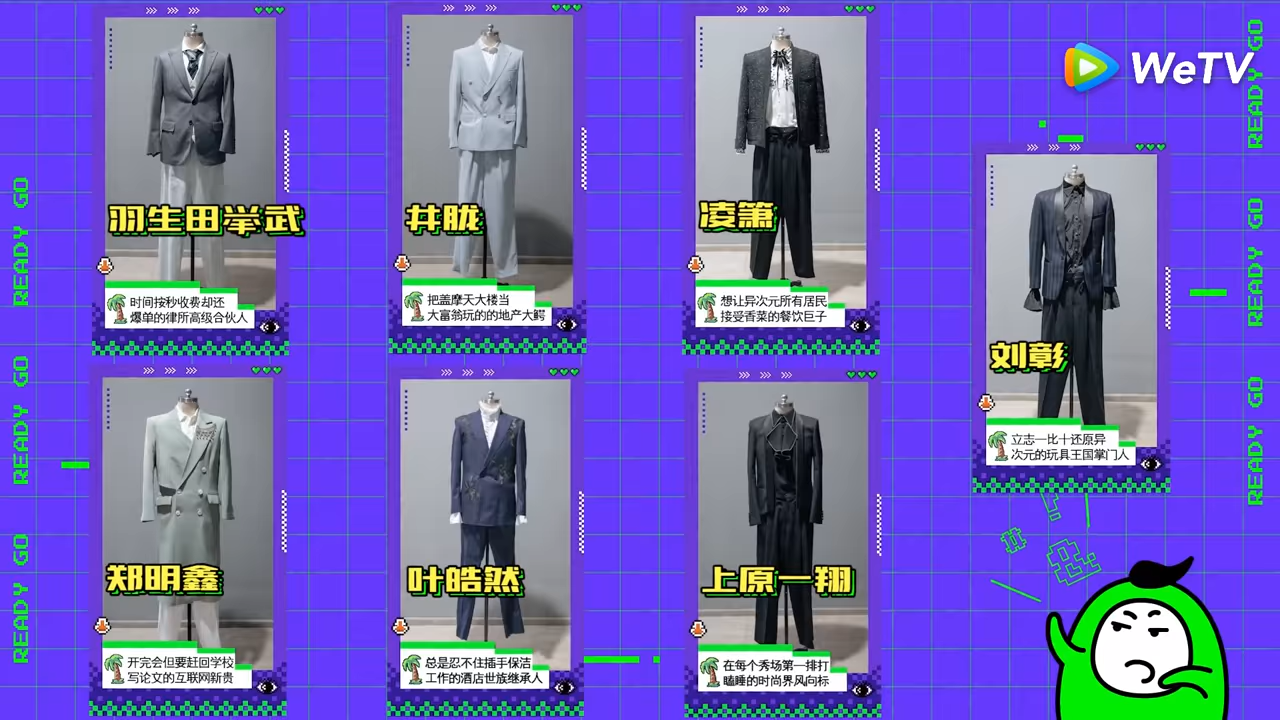 WeTV
羽生田挙武
时间按秒收费却还
爆单的律所高级合伙人
井胧
把盖摩天大楼当
大富翁玩的的地产大鳄
凌箫
想让异次元所有居民
接受香菜的餐饮巨子
刘彰
立志一比十还原异
次元的玩具王国掌门人
郑明鑫
开完会但要赶回学校
写论文的互联网新贵
叶皓然
总是忍不住插手保洁
工作的酒店世族继承人
上原一翔
在每个秀场第一排打
瞌睡的时尚界风向标
READY GO
READY GO
READY GO
READY GO
READY GO
READY GO